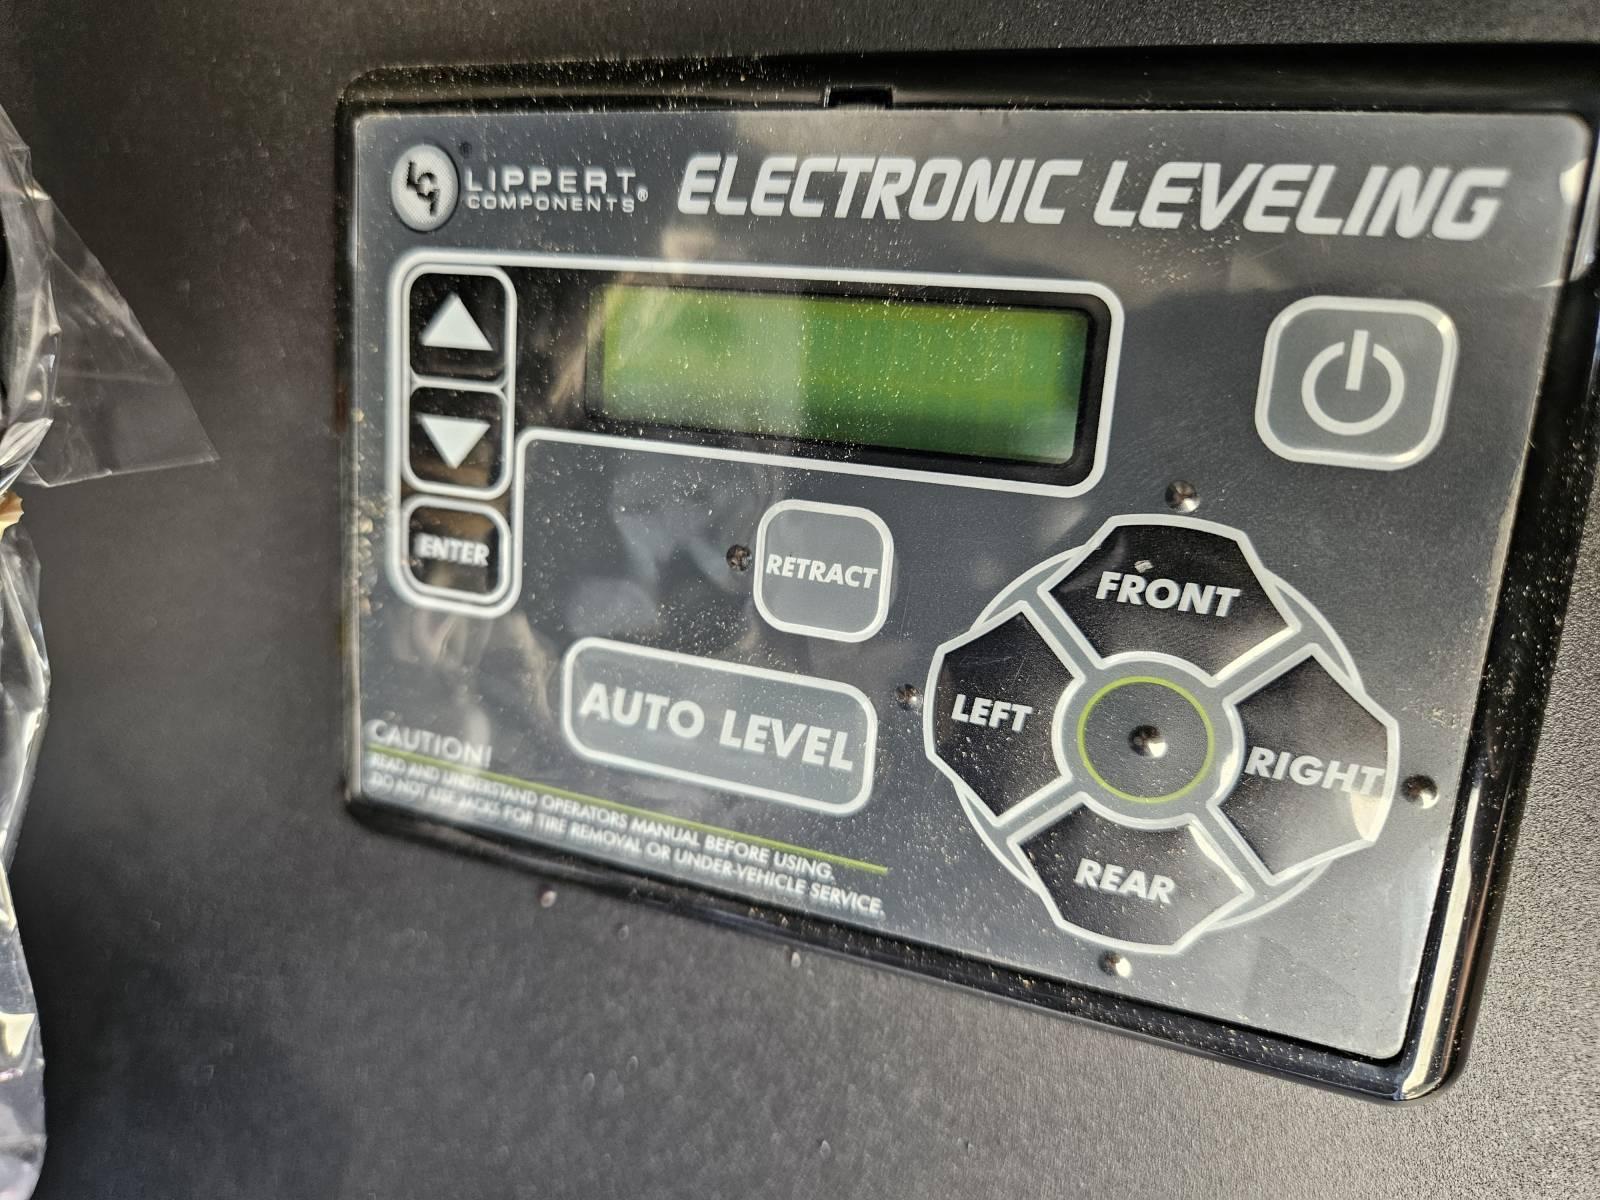 LCI® LIPPERT COMPONENTS®
ELECTRONIC LEVELING
ENTER
RETRACT
AUTO LEVEL
FRONT
LEFT
RIGHT
REAR
CAUTION!
READ AND UNDERSTAND OPERATORS MANUAL BEFORE USING.
DO NOT USE JACKS FOR TIRE REMOVAL OR UNDER-VEHICLE SERVICE.